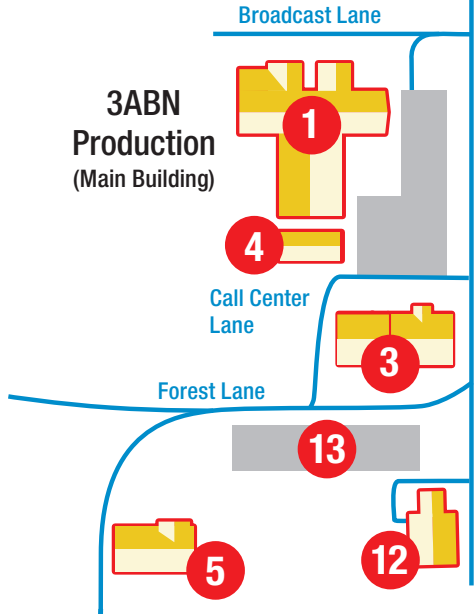 Broadcast Lane
3ABN
Production
(Main Building)
1
4
Call Center
Lane
3
Forest Lane
13
5
12